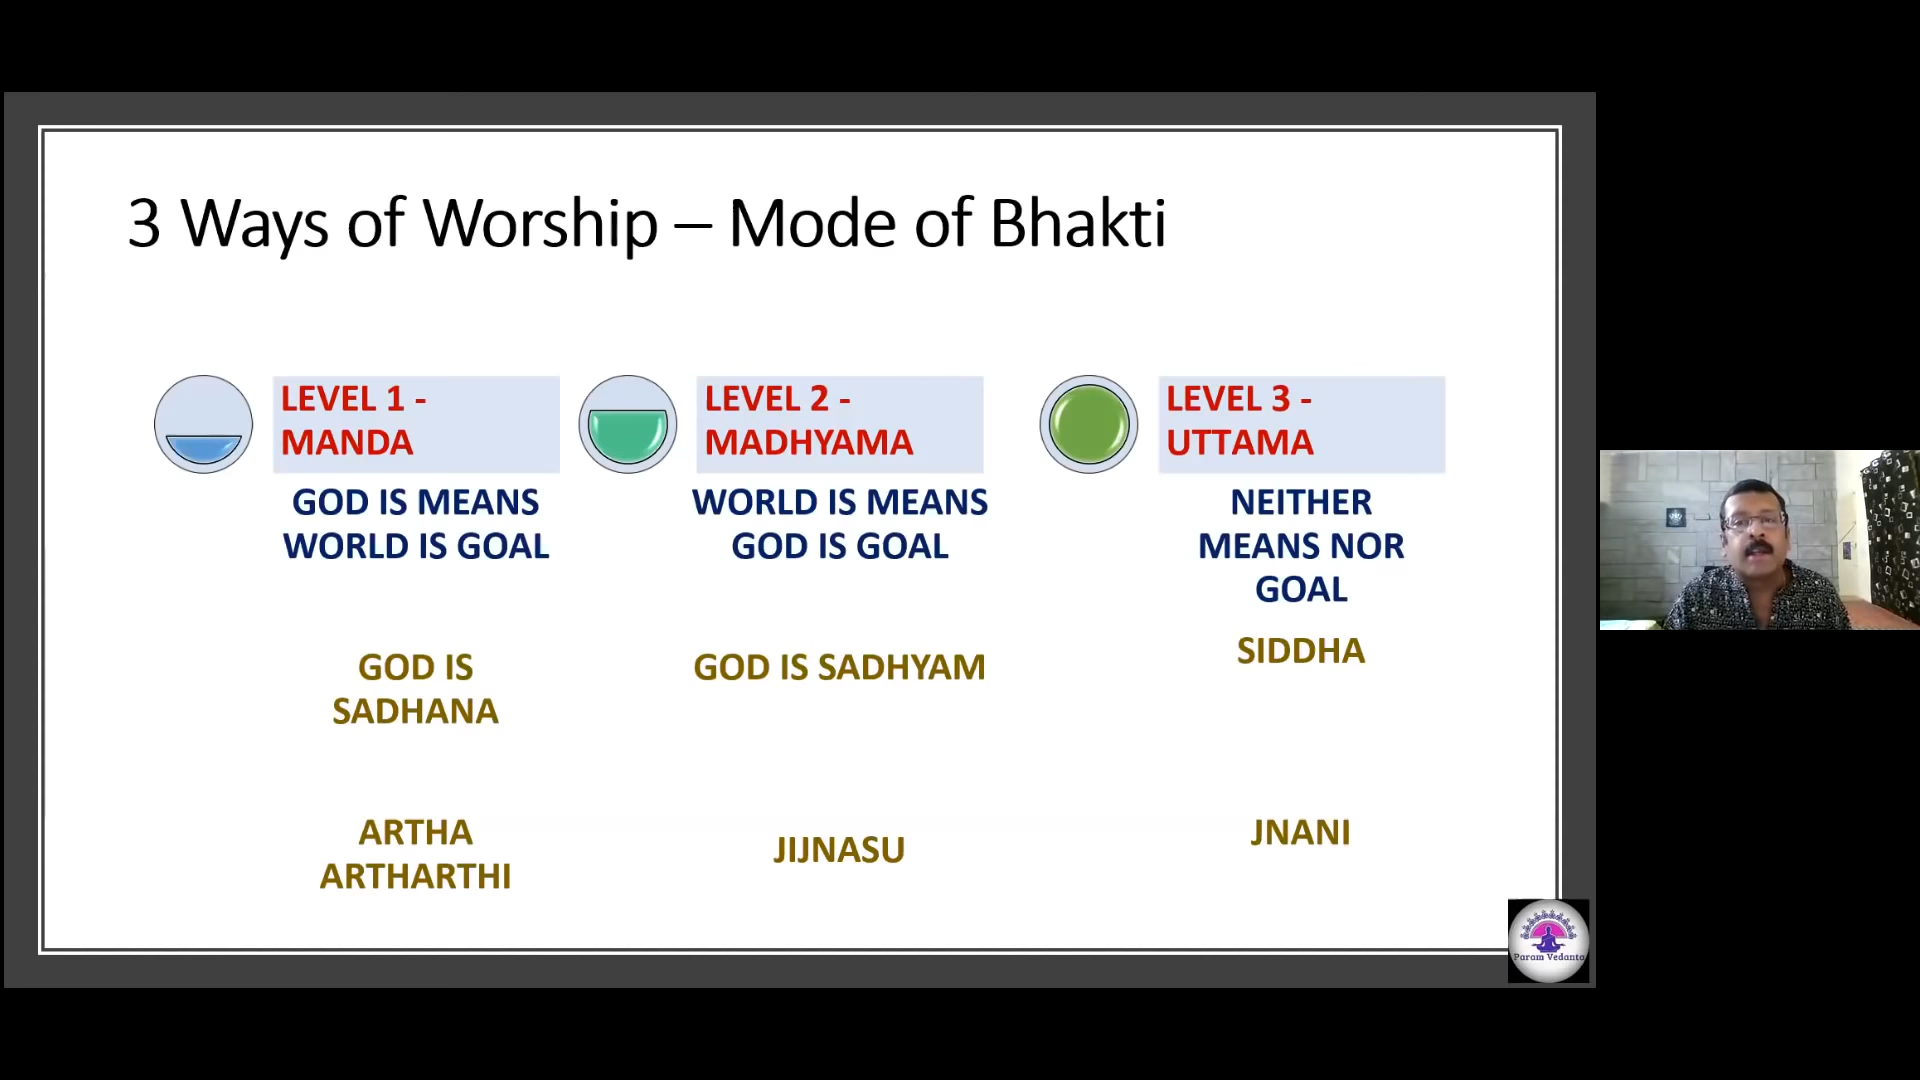 3 Ways of Worship – Mode of Bhakti
LEVEL 1 -
MANDA
GOD IS MEANS
WORLD IS GOAL
GOD IS
SADHANA
ARTHA
ARTHARTHI
LEVEL 2 -
MADHYAMA
WORLD IS MEANS
GOD IS GOAL
GOD IS SADHYAM
JIJNASU
LEVEL 3 -
UTTAMA
NEITHER
MEANS NOR
GOAL
SIDDHA
JNANI
Param Vedanta